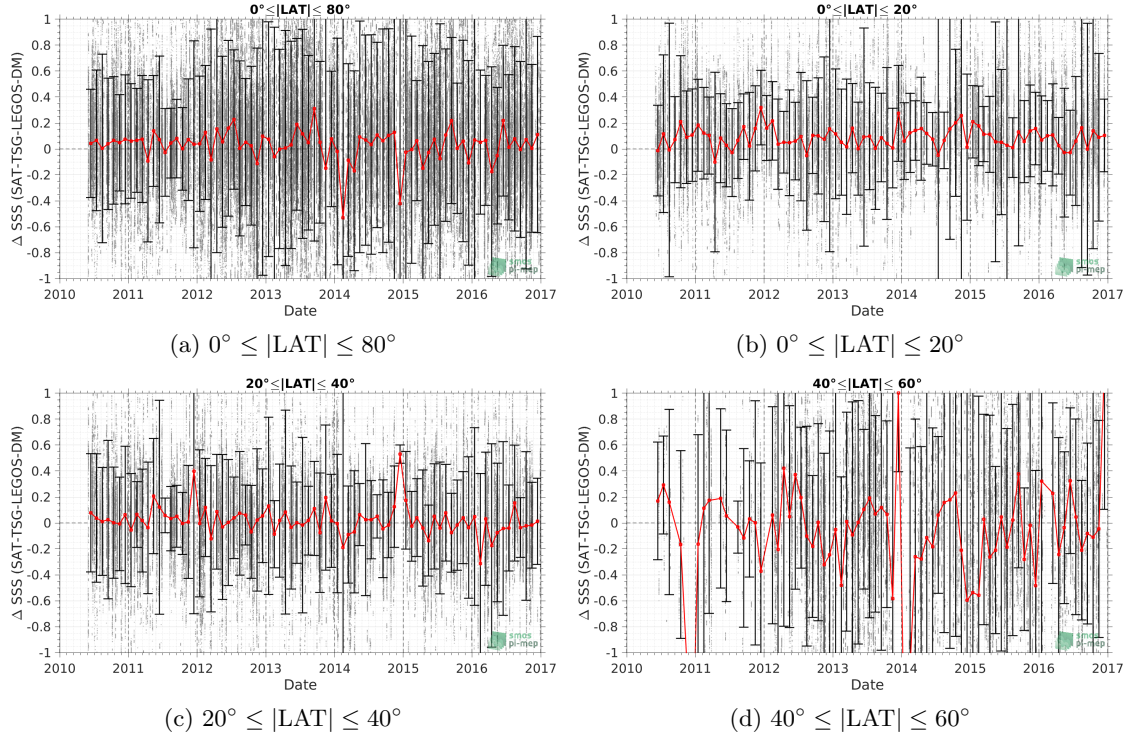 0°≤|LAT|≤ 80°
Δ SSS (SAT-TSG-LEGOS-DM)
1
0.8
0.6
0.4
0.2
0
-0.2
-0.4
-0.6
-0.8
-1
2010 2011 2012 2013 2014 2015 2016 2017
Date
smos
pi-mep
(a) 0° ≤ |LAT| ≤ 80°
0°≤|LAT|≤ 20°
Δ SSS (SAT-TSG-LEGOS-DM)
1
0.8
0.6
0.4
0.2
0
-0.2
-0.4
-0.6
-0.8
-1
2010 2011 2012 2013 2014 2015 2016 2017
Date
smos
pi-mep
(b) 0° ≤ |LAT| ≤ 20°
20°≤|LAT|≤ 40°
Δ SSS (SAT-TSG-LEGOS-DM)
1
0.8
0.6
0.4
0.2
0
-0.2
-0.4
-0.6
-0.8
-1
2010 2011 2012 2013 2014 2015 2016 2017
Date
smos
pi-mep
(c) 20° ≤ |LAT| ≤ 40°
40°≤|LAT|≤ 60°
Δ SSS (SAT-TSG-LEGOS-DM)
1
0.8
0.6
0.4
0.2
0
-0.2
-0.4
-0.6
-0.8
-1
2010 2011 2012 2013 2014 2015 2016 2017
Date
smos
pi-mep
(d) 40° ≤ |LAT| ≤ 60°